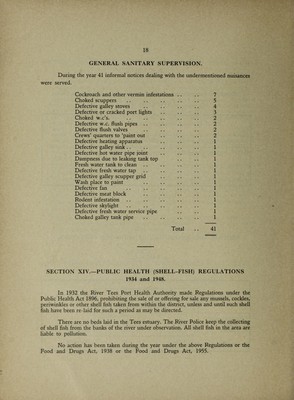 18
GENERAL SANITARY SUPERVISION.
During the year 41 informal notices dealing with the undermentioned nuisances
were served.
Cockroach and other vermin infestations .. .. 7
Choked scuppers .. .. .. .. .. 5
Defective galley stoves .. .. .. .. 4
Defective or cracked port lights .. .. .. 3
Choked w.c's. .. .. .. .. .. 2
Defective w.c. flush pipes .. .. .. .. 2
Defective flush valves .. .. .. .. 2
Crews' quarters to 'paint out' .. .. .. 2
Defective heating apparatus .. .. .. 1
Defective galley sink .. .. .. .. .. 1
Defective hot water pipe joint .. .. .. 1
Dampness due to leaking tank top .. .. 1
Fresh water tank to clean .. .. .. .. 1
Defective fresh water tap .. .. .. .. 1
Defective galley scupper grid .. .. .. 1
Wash place to paint .. .. .. .. 1
Defective fan .. .. .. .. .. 1
Defective meat block .. .. .. .. 1
Rodent infestation .. .. .. .. .. 1
Defective skylight .. .. .. .. .. 1
Defective fresh water service pipe .. .. 1
Choked galley tank pipe .. .. .. .. 1
Total .. 41
SECTION XIV.—PUBLIC HEALTH (SHELL-FISH) REGULATIONS
1934 and 1948.
In 1932 the River Tees Port Health Authority made Regulations under the
Public Health Act 1896, prohibiting the sale of or offering for sale any mussels, cockles,
periwinkles or other shell fish taken from within the district, unless and until such shell
fish have been re-laid for such a period as may be directed.
There are no beds laid in the Tees estuary. The River Police keep the collecting
of shell fish from the banks of the river under observation. All shell fish in the area are
liable to pollution.
No action has been taken during the year under the above Regulations or the
Food and Drugs Act, 1938 or the Food and Drugs Act, 1955.